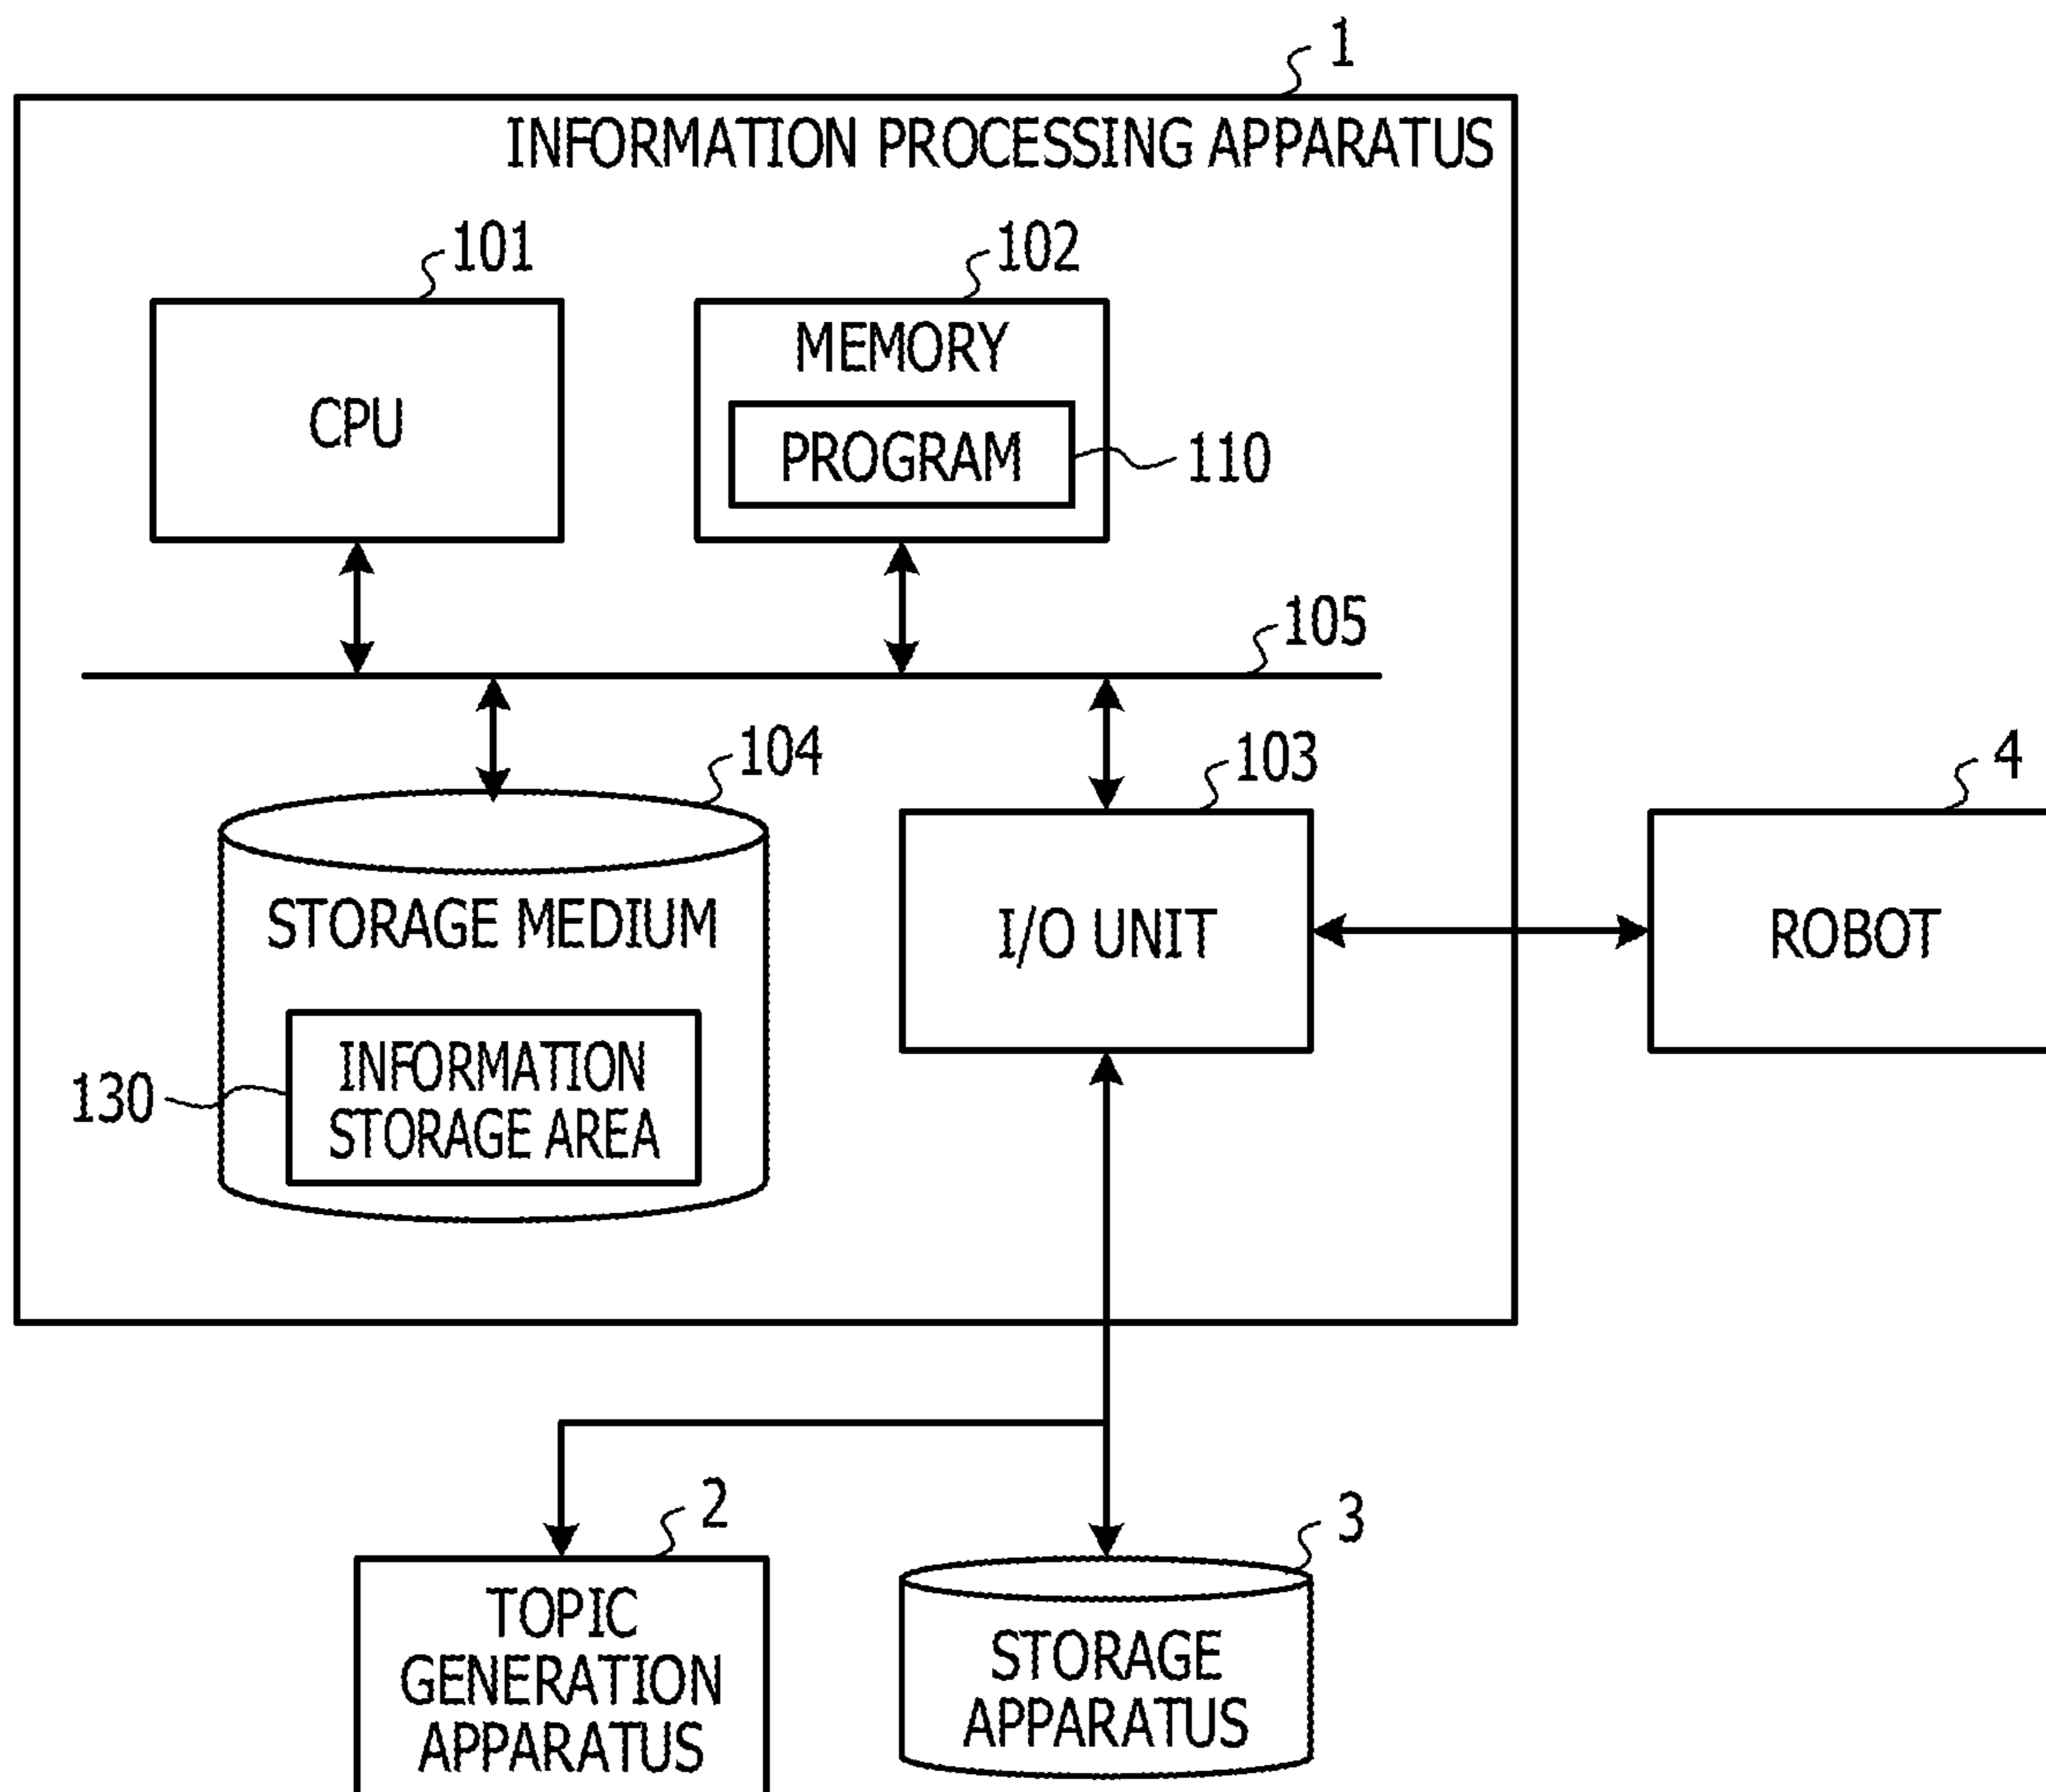 1
INFORMATION PROCESSING APPARATUS
101
102
CPU
MEMORY
PROGRAM
110
105
104
103
4
STORAGE MEDIUM
I/O UNIT
ROBOT
130
INFORMATION
STORAGE AREA
2
3
TOPIC
GENERATION
APPARATUS
STORAGE
APPARATUS